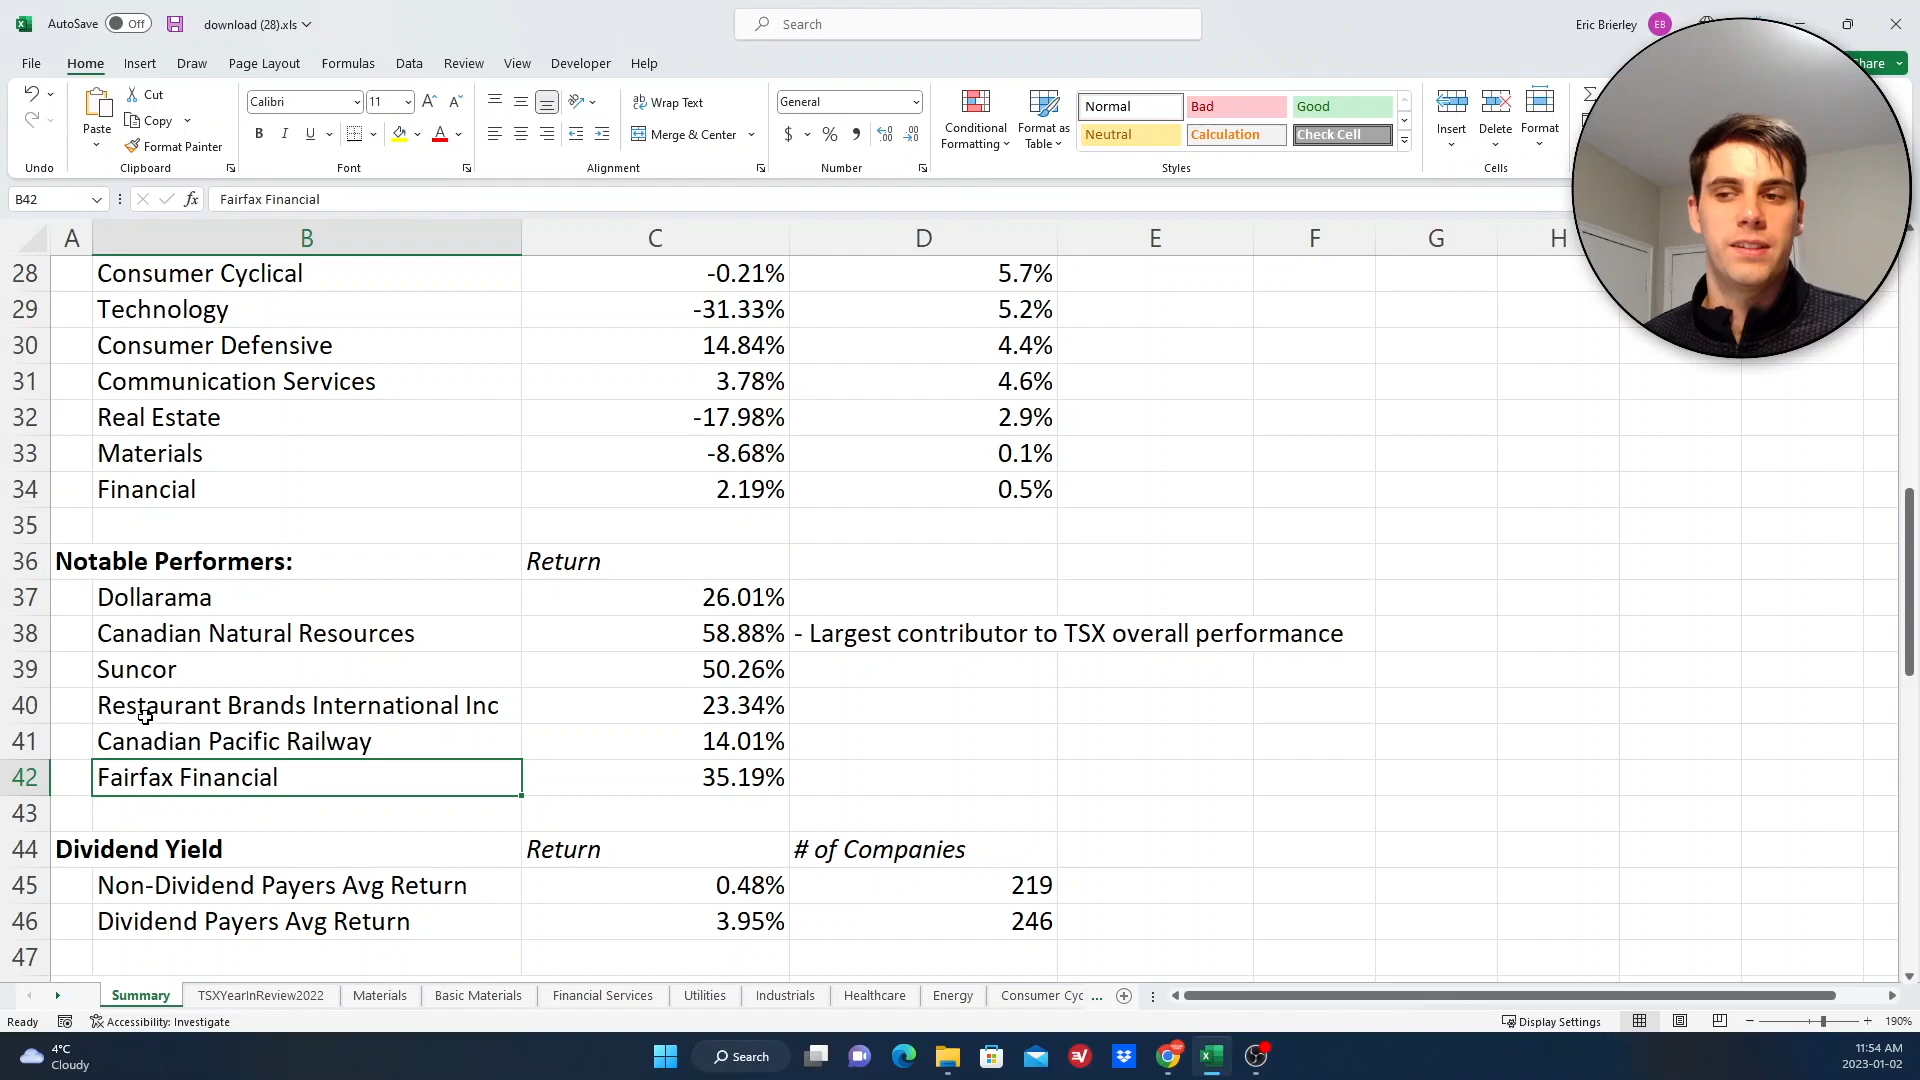 AutoSave Off download (28).xls Search Eric Brierley EB
File Home Insert Draw Page Layout Formulas Data Review View Developer Help Share
Paste Cut Calibri 11 Wrap Text General Conditional Formatting Format as Table Normal Bad Good Insert Delete Format
Copy
Format Painter B I U Merge & Center $ % Neutral Calculation Check Cell
Undo Clipboard Font Alignment Number Styles Cells
B42 fx Fairfax Financial
A B C D E F G H
28 Consumer Cyclical -0.21% 5.7%
29 Technology -31.33% 5.2%
30 Consumer Defensive 14.84% 4.4%
31 Communication Services 3.78% 4.6%
32 Real Estate -17.98% 2.9%
33 Materials -8.68% 0.1%
34 Financial 2.19% 0.5%
35
36 Notable Performers: Return
37 Dollarama 26.01%
38 Canadian Natural Resources 58.88% - Largest contributor to TSX overall performance
39 Suncor 50.26%
40 Restaurant Brands International Inc 23.34%
41 Canadian Pacific Railway 14.01%
42 Fairfax Financial 35.19%
43
44 Dividend Yield Return # of Companies
45 Non-Dividend Payers Avg Return 0.48% 219
46 Dividend Payers Avg Return 3.95% 246
47
Summary TSXYearInReview2022 Materials Basic Materials Financial Services Utilities Industrials Healthcare Energy Consumer Cyc ...
Ready Accessibility: Investigate Display Settings 190%
4°C Search 11:54 AM
Cloudy 2023-01-02